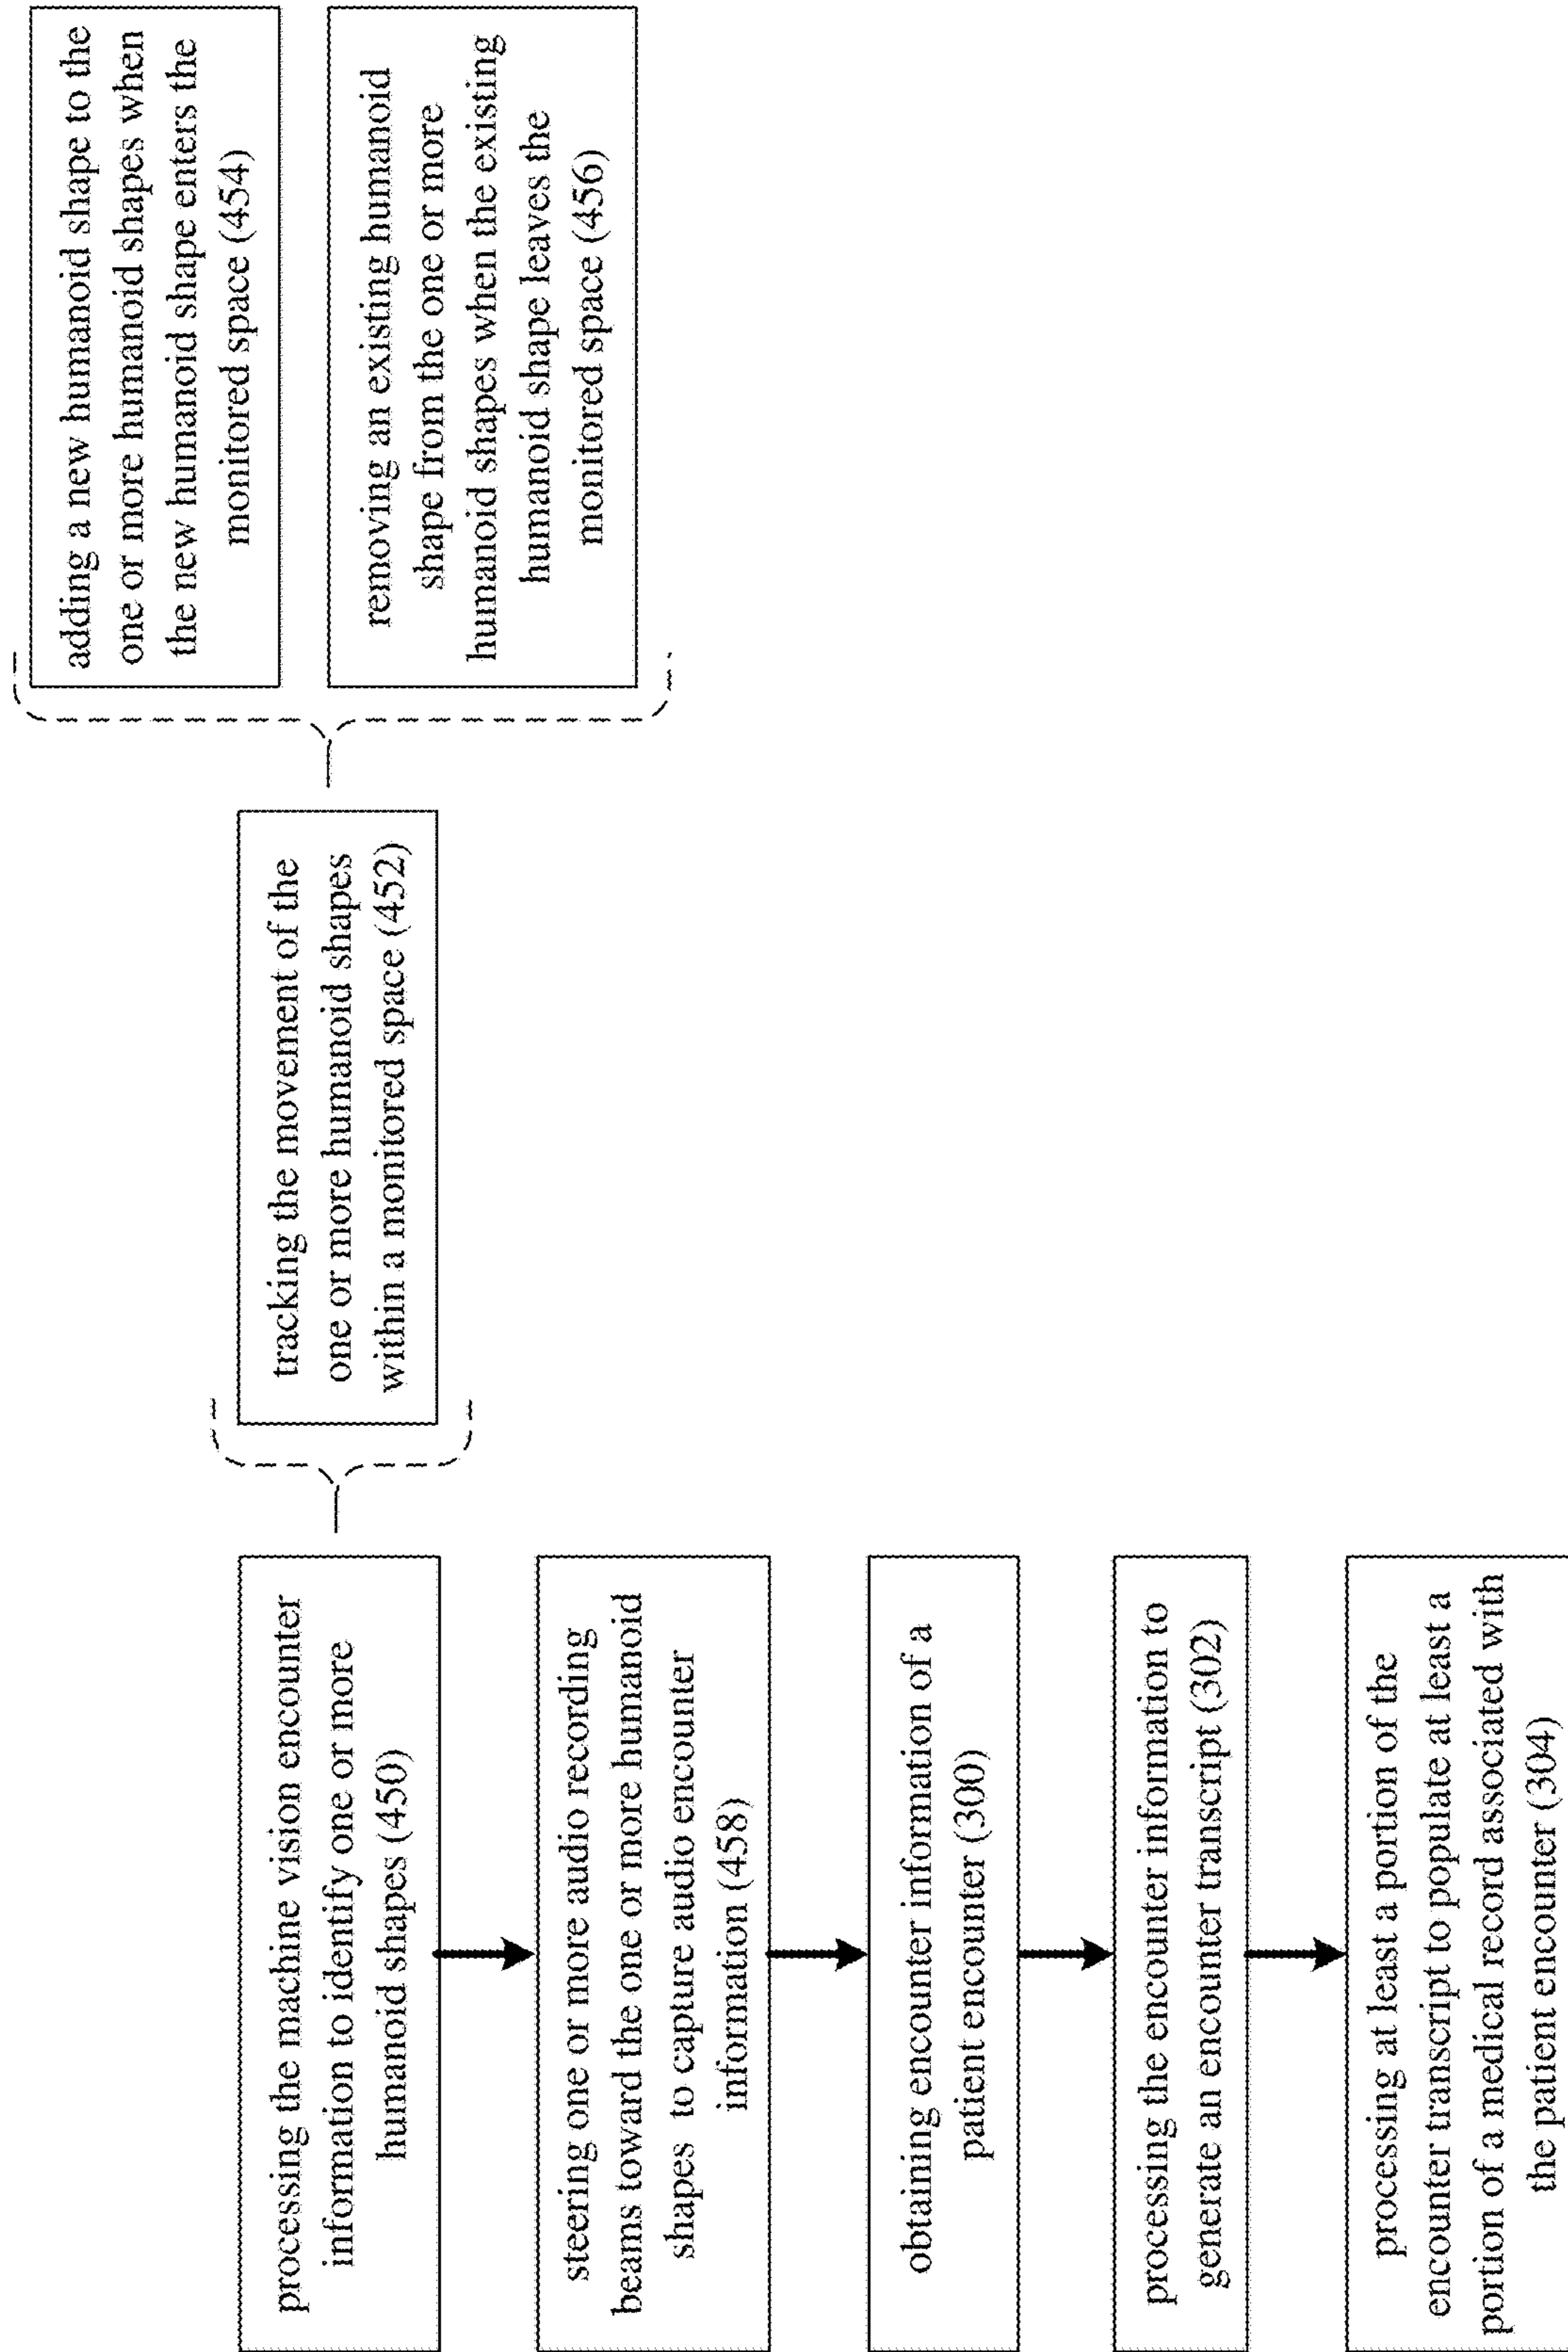 processing the machine vision encounter
information to identify one or more
humanoid shapes (450)
tracking the movement of the
one or more humanoid shapes
within a monitored space (452)
adding a new humanoid shape to the
one or more humanoid shapes when
the new humanoid shape enters the
monitored space (454)
removing an existing humanoid
shape from the one or more
humanoid shapes when the existing
humanoid shape leaves the
monitored space (456)
steering one or more audio recording
beams toward the one or more humanoid
shapes to capture audio encounter
information (458)
obtaining encounter information of a
patient encounter (300)
processing the encounter information to
generate an encounter transcript (302)
processing at least a portion of the
encounter transcript to populate at least a
portion of a medical record associated with
the patient encounter (304)